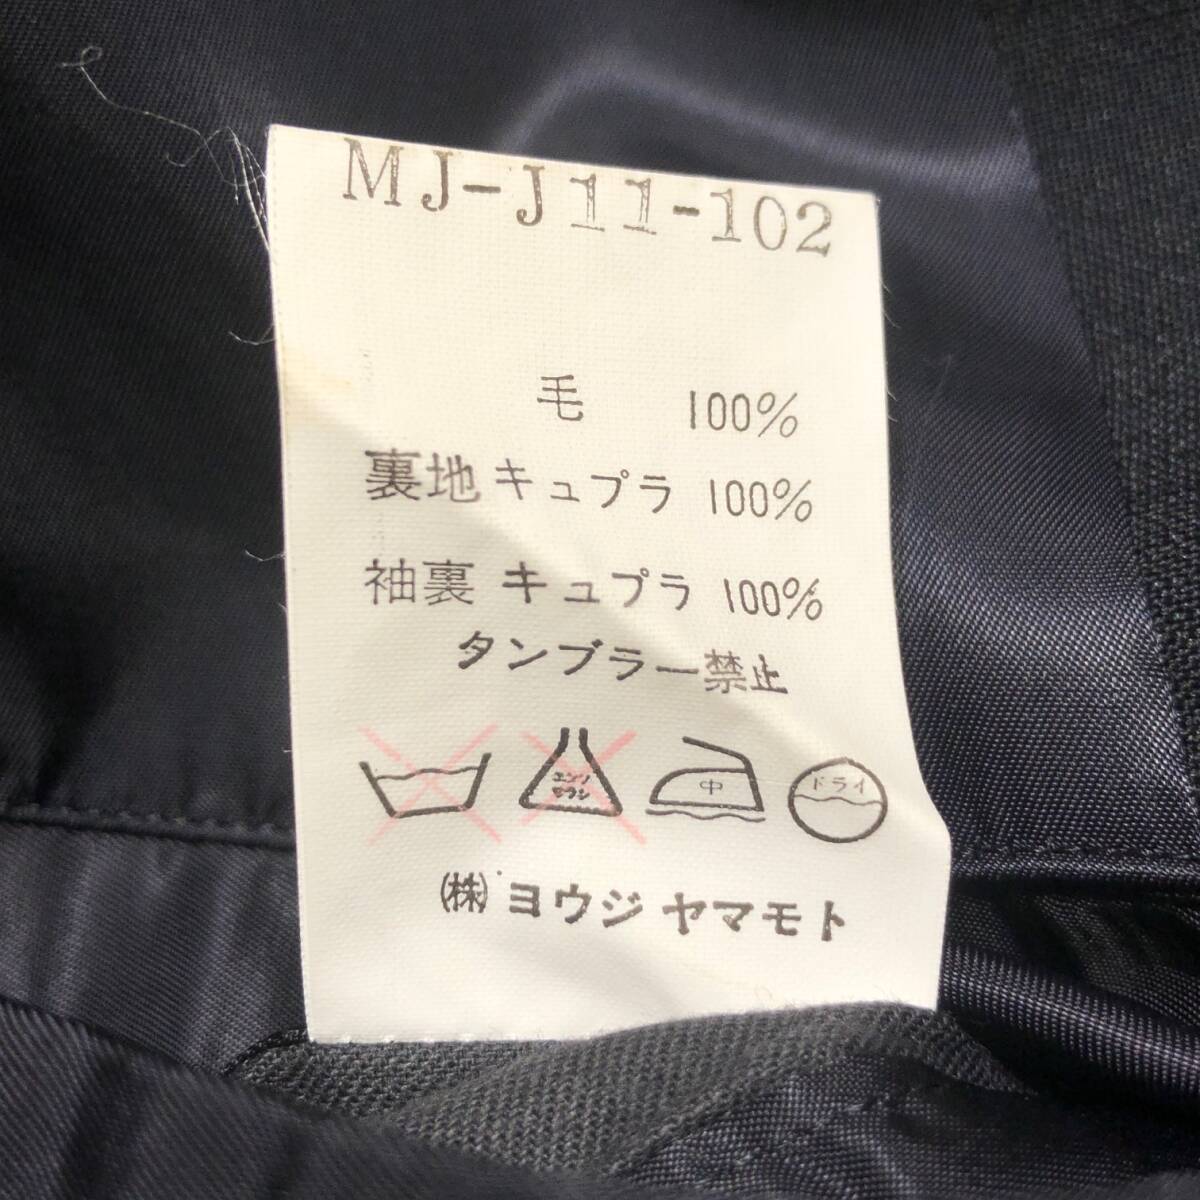 MJ-J11-102
毛 100%
裏地 キュプラ 100%
袖裏 キュプラ 100%
タンブラー禁止
エンソ サラシ 中 ドライ
㈱ ヨウジ ヤマモト